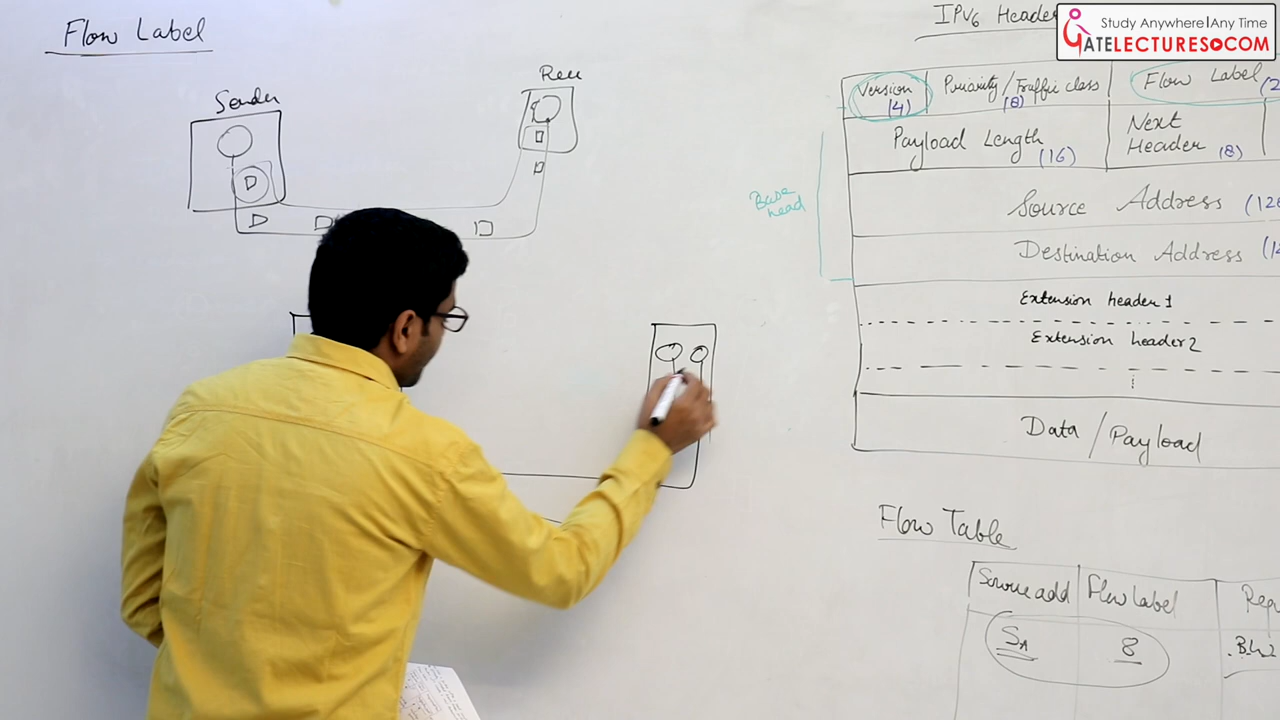 Flow Label
Sender
D
D
IPV6 Header
Study Anywhere | Any Time
GATELECTURES.COM
Version (4)
Priority/Traffic class (8)
Flow Label
Payload Length (16)
Next Header (8)
Base head
Source Address
Destination Address
Extension header 1
Extension header 2
Data / Payload
Flow Table
Source add
Flow label
8